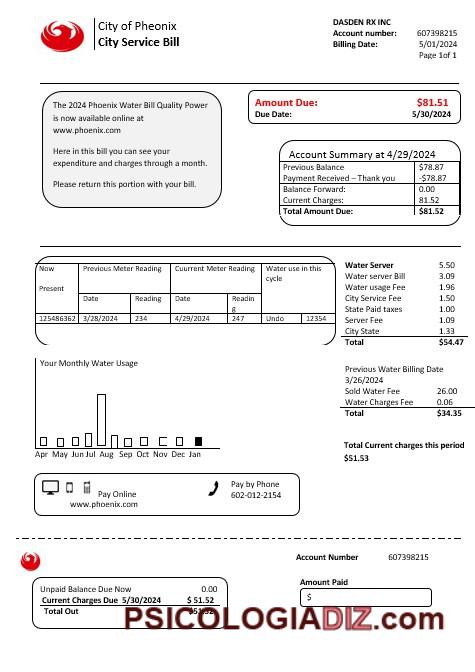 City of Pheonix
City Service Bill
DASDEN RX INC
Account number: 607398215
Billing Date: 5/01/2024
Page 1of 1
The 2024 Phoenix Water Bill Quality Power
is now available online at
www.phoenix.com
Here in this bill you can see your
expenditure and charges through a month.
Please return this portion with your bill.
Amount Due: $81.51
Due Date: 5/30/2024
Account Summary at 4/29/2024
Previous Balance $78.87
Payment Received – Thank you -$78.87
Balance Forward: 0.00
Current Charges: 81.52
Total Amount Due: $81.52
Now Previous Meter Reading Cuurrent Meter Reading Water use in this
cycle
Present
Date Reading Date Readin
g
125486362 3/28/2024 234 4/29/2024 247 Undo 12354
Water Server 5.50
Water server Bill 3.09
Water usage Fee 1.96
City Service Fee 1.50
State Paid taxes 1.00
Server Fee 1.09
City State 1.33
Total $54.47
Your Monthly Water Usage
Apr May Jun Jul Aug Sep Oct Nov Dec Jan
Previous Water Billing Date
3/26/2024
Sold Water Fee 26.00
Water Charges Fee 0.06
Total $34.35
Total Current charges this period
$51.53
Pay Online
www.phoenix.com
Pay by Phone
602-012-2154
Account Number 607398215
Unpaid Balance Due Now 0.00
Current Charges Due 5/30/2024 $ 51.52
Total Out
Amount Paid
$
PSICOLOGIADIZ.com